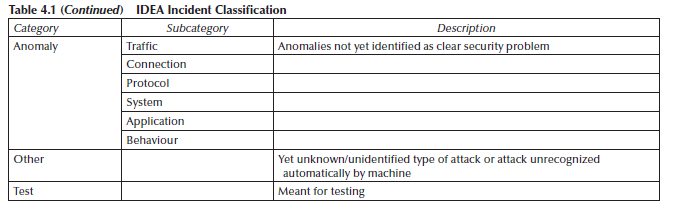 Table 4.1 (Continued) IDEA Incident Classification
Category Subcategory Description
Anomaly Traffic Anomalies not yet identified as clear security problem
Connection
Protocol
System
Application
Behaviour
Other Yet unknown/unidentified type of attack or attack unrecognized
automatically by machine
Test Meant for testing